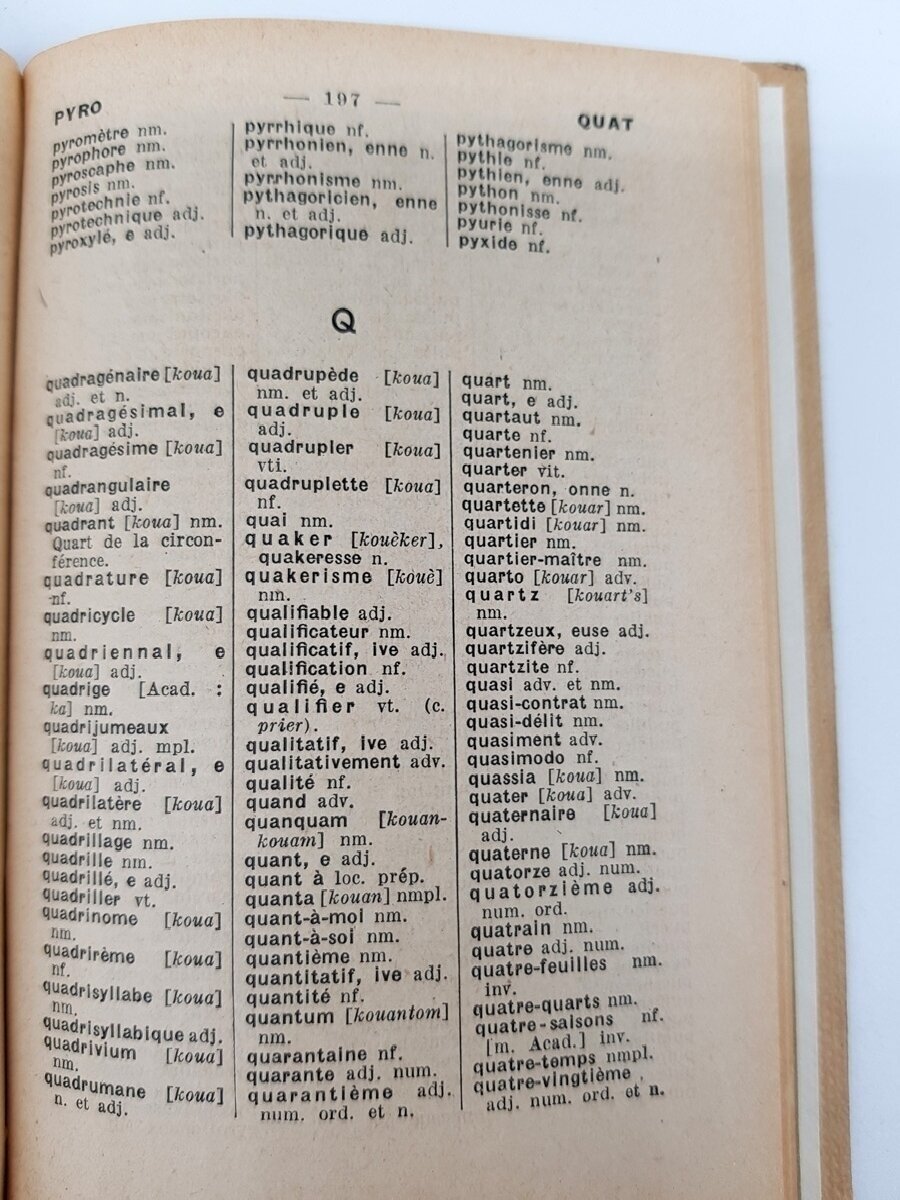 PYRO
— 197 —
QUAT
pyromètre nm.
pyrophore nm.
pyroscaphe nm.
pyrosis nm.
pyrotechnie nf.
pyrotechnique adj.
pyroxylé, e adj.
pyrrhique nf.
pyrrhonien, enne n.
et adj.
pyrrhonisme nm.
pythagoricien, enne
n. et adj.
pythagorique adj.
pythagorisme nm.
pythie nf.
pythien, enne adj.
python nm.
pythonisse nf.
pyurie nf.
pyxide nf.
Q
quadragénaire [koua]
adj. et n.
quadragésimal, e
[koua] adj.
quadragésime [koua]
nf.
quadrangulaire
[koua] adj.
quadrant [koua] nm.
Quart de la circon-
férence.
quadrature [koua]
nf.
quadricycle [koua]
nm.
quadriennal, e
[koua] adj.
quadrige [Acad. :
ka] nm.
quadrijumeaux
[koua] adj. mpl.
quadrilatéral, e
[koua] adj.
quadrilatère [koua]
adj. et nm.
quadrillage nm.
quadrille nm.
quadrillé, e adj.
quadriller vt.
quadrinome [koua]
nm.
quadrirème [koua]
nf.
quadrisyllabe [koua]
nm.
quadrisyllabique adj.
quadrivium [koua]
nm.
quadrumane [koua]
n. et adj.
quadrupède [koua]
nm. et adj.
quadruple [koua]
adj.
quadrupler [koua]
vti.
quadruplette [koua]
nf.
quai nm.
quaker [kouèker],
quakeresse n.
quakerisme [kouè]
nm.
qualifiable adj.
qualificateur nm.
qualificatif, ive adj.
qualification nf.
qualifié, e adj.
qualifier vt. (c.
prier).
qualitatif, ive adj.
qualitativement adv.
qualité nf.
quand adv.
quanquam [kouan-
kouam] nm.
quant, e adj.
quant à loc. prép.
quanta [kouan] nmpl.
quant-à-moi nm.
quant-à-soi nm.
quantième nm.
quantitatif, ive adj.
quantité nf.
quantum [kouantom]
nm.
quarantaine nf.
quarante adj. num.
quarantième adj.
num. ord. et n.
quart nm.
quart, e adj.
quartaut nm.
quarte nf.
quartenier nm.
quarter vit.
quarteron, onne n.
quartette [kouar] nm.
quartidi [kouar] nm.
quartier nm.
quartier-maître nm.
quarto [kouar] adv.
quartz [kouart's]
nm.
quartzeux, euse adj.
quartzifère adj.
quartzite nf.
quasi adv. et nm.
quasi-contrat nm.
quasi-délit nm.
quasiment adv.
quasimodo nf.
quassia [koua] nm.
quater [koua] adv.
quaternaire [koua]
adj.
quaterne [koua] nm.
quatorze adj. num.
quatorzième adj.
num. ord.
quatrain nm.
quatre adj. num.
quatre-feuilles nm.
inv.
quatre-quarts nm.
quatre-saisons nf.
[m. Acad.] inv.
quatre-temps nmpl.
quatre-vingtième
adj. num. ord. et n.